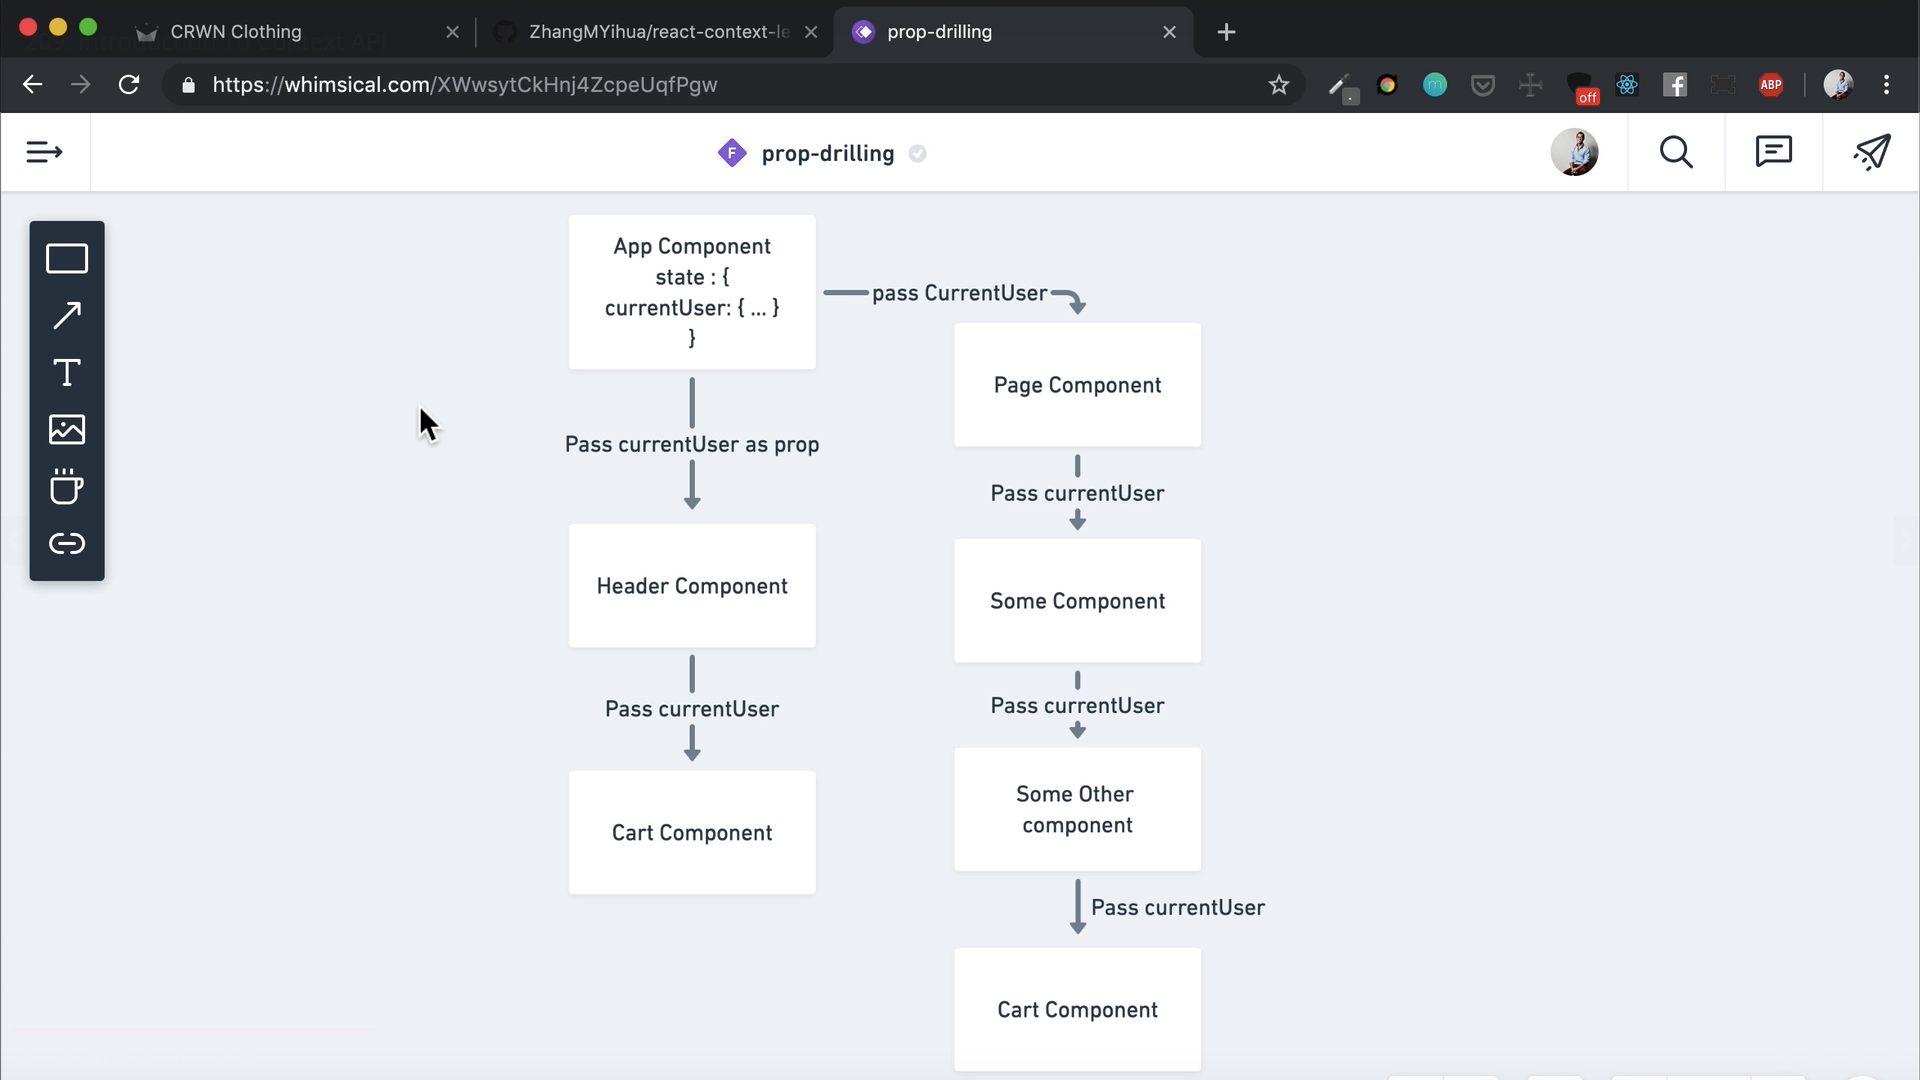 CRWN Clothing
ZhangMYihua/react-context-le
prop-drilling
https://whimsical.com/XWwsytCkHnj4ZcpeUqfPgw
off
ABP
F
prop-drilling
App Component
state : {
currentUser: { ... }
}
pass CurrentUser
Page Component
Pass currentUser as prop
Pass currentUser
Header Component
Some Component
Pass currentUser
Pass currentUser
Cart Component
Some Other
component
Pass currentUser
Cart Component